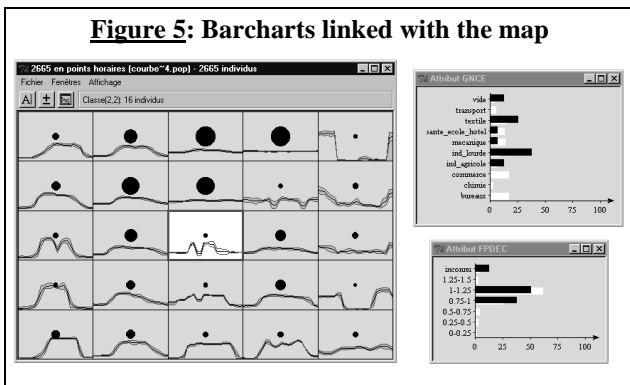 Figure 5: Barcharts linked with the map
2665 en points horaires (courbe~4.pop) - 2665 individus
Fichier Fenêtres Affichage
A ± Classe(2,2): 16 individus
Attribut GNCE
vide
transport
textile
sante_ecole_hotel
mecanique
ind_lourde
ind_agricole
commerce
chimie
bureaux
0 25 50 75 100
Attribut FPDEC
inconnu
1.25-1.5
1-1.25
0.75-1
0.5-0.75
0.25-0.5
0-0.25
0 25 50 75 100